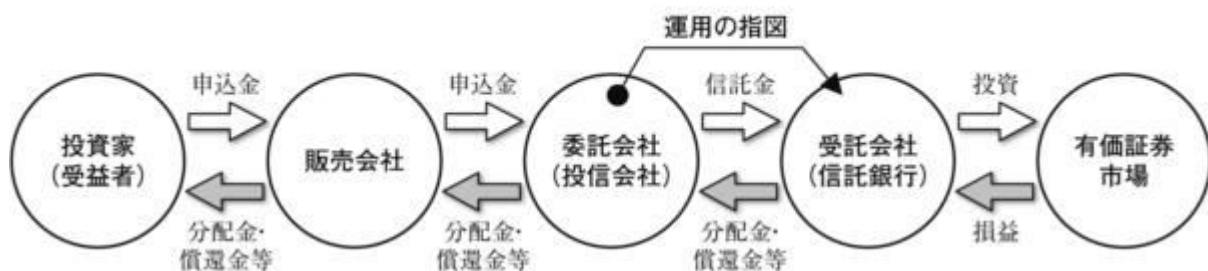 運用の指図
申込金
申込金
信託金
投資
投資家
(受益者)
販売会社
委託会社
(投信会社)
受託会社
(信託銀行)
有価証券
市場
分配金・
償還金等
分配金・
償還金等
分配金・
償還金等
損益